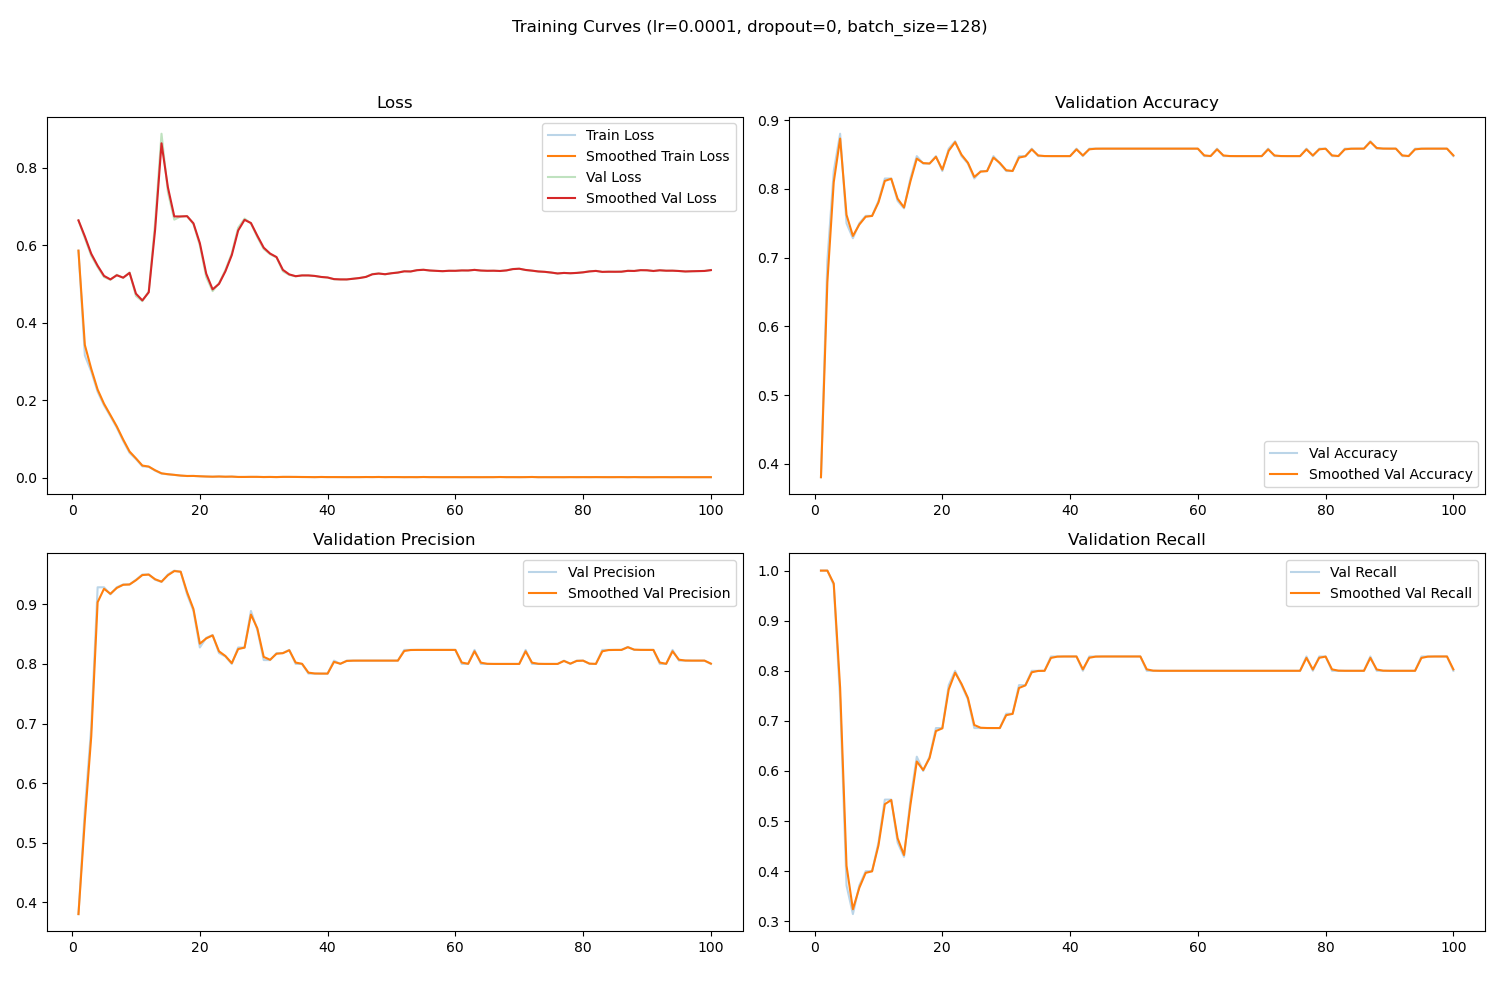 Training Curves (lr=0.0001, dropout=0, batch_size=128)
Loss
Train Loss
Smoothed Train Loss
Val Loss
Smoothed Val Loss
0.8
0.6
0.4
0.2
0.0
0 20 40 60 80 100
Validation Accuracy
0.9
0.8
0.7
0.6
0.5
0.4
Val Accuracy
Smoothed Val Accuracy
0 20 40 60 80 100
Validation Precision
Val Precision
Smoothed Val Precision
0.9
0.8
0.7
0.6
0.5
0.4
0 20 40 60 80 100
Validation Recall
Val Recall
Smoothed Val Recall
1.0
0.9
0.8
0.7
0.6
0.5
0.4
0.3
0 20 40 60 80 100